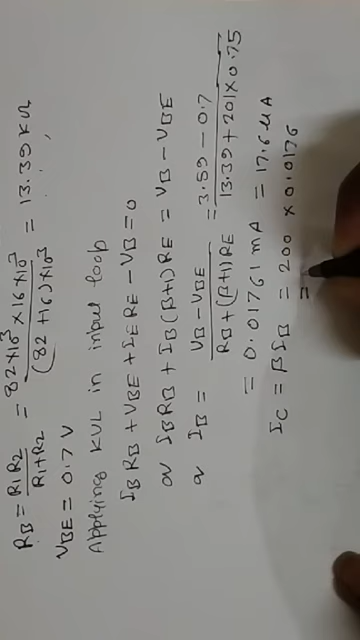 RB = R1R2 / R1+R2 = 82×10³ × 16×10³ / (82+16)×10³ = 13.39 KΩ
VBE = 0.7 V
Applying KVL in input loop
IBRB + VBE + IERE - VB = 0
or IBRB + IB(β+1)RE = VB - VBE
or IB = VB - VBE / RB + (β+1)RE = 3.59 - 0.7 / 13.39 + 201 × 0.75
= 0.01761 mA = 17.6 μA
IC = βIB = 200 × 0.0176
=